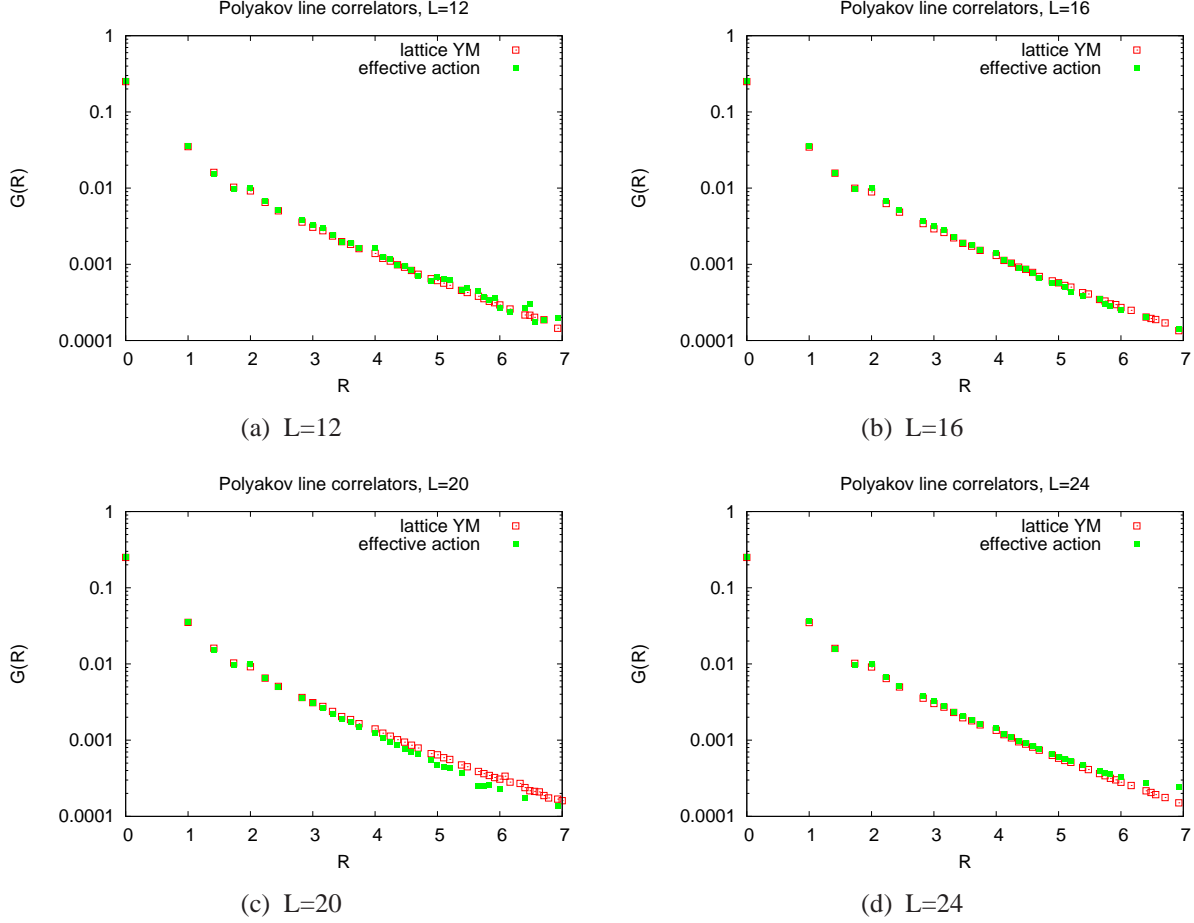 Polyakov line correlators, L=12
1
0.1
0.01
0.001
0.0001
G(R)
lattice YM
effective action
0 1 2 3 4 5 6 7
R
(a) L=12
Polyakov line correlators, L=16
1
0.1
0.01
0.001
0.0001
G(R)
lattice YM
effective action
0 1 2 3 4 5 6 7
R
(b) L=16
Polyakov line correlators, L=20
1
0.1
0.01
0.001
0.0001
G(R)
lattice YM
effective action
0 1 2 3 4 5 6 7
R
(c) L=20
Polyakov line correlators, L=24
1
0.1
0.01
0.001
0.0001
G(R)
lattice YM
effective action
0 1 2 3 4 5 6 7
R
(d) L=24